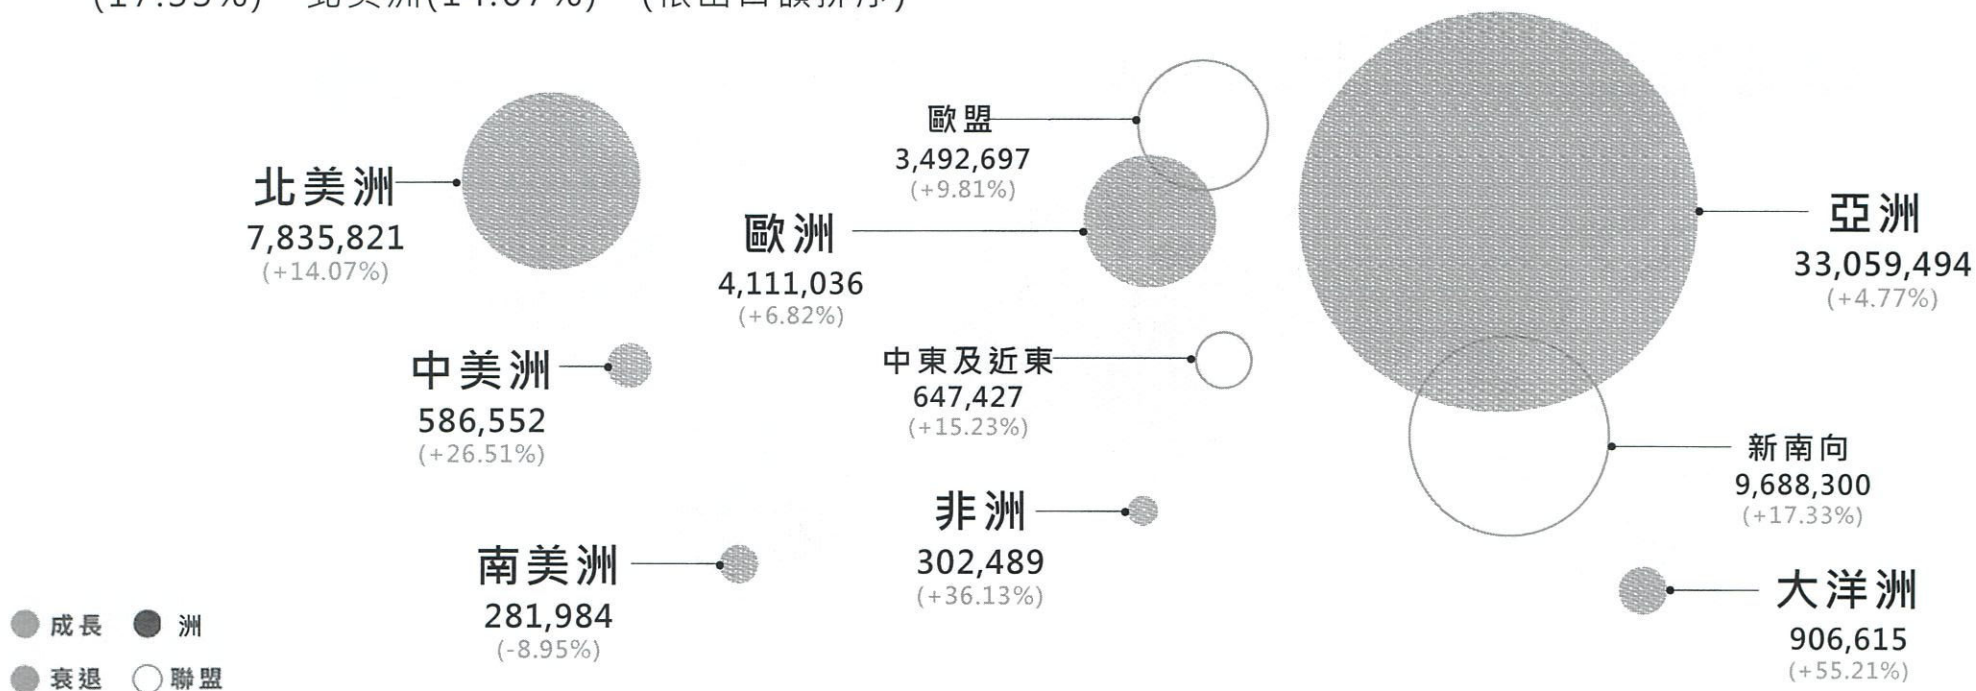 北美洲
7,835,821
(+14.07%)
歐盟
3,492,697
(+9.81%)
歐洲
4,111,036
(+6.82%)
亞洲
33,059,494
(+4.77%)
中美洲
586,552
(+26.51%)
中東及近東
647,427
(+15.23%)
新南向
9,688,300
(+17.33%)
非洲
302,489
(+36.13%)
南美洲
281,984
(-8.95%)
大洋洲
906,615
(+55.21%)
成長 洲
衰退 聯盟